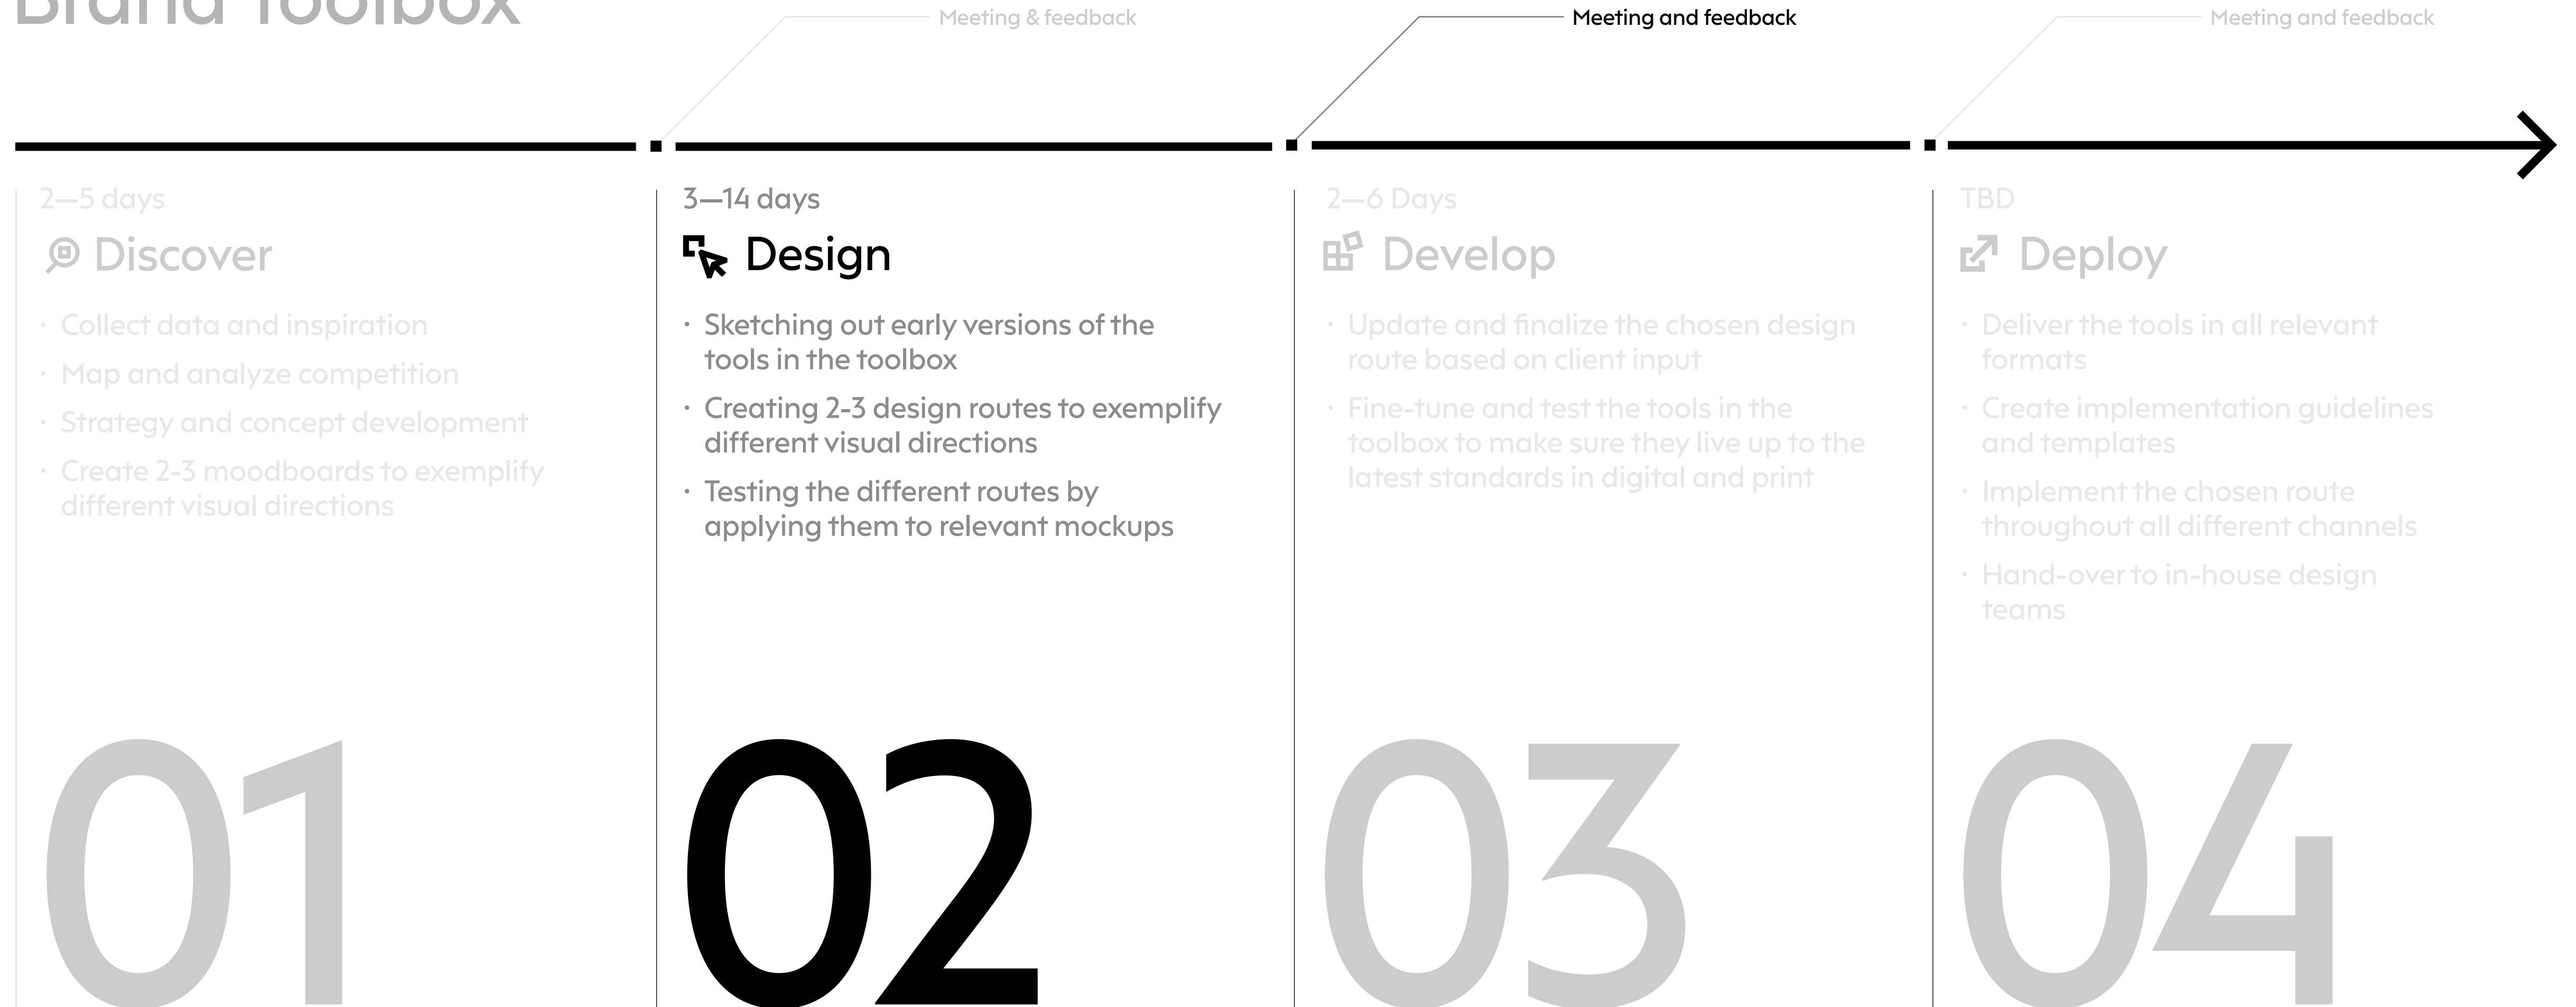 Brand Toolbox
Meeting & feedback
Meeting and feedback
Meeting and feedback
2—5 days
Discover
· Collect data and inspiration
· Map and analyze competition
· Strategy and concept development
· Create 2-3 moodboards to exemplify
different visual directions
01
3—14 days
Design
· Sketching out early versions of the
tools in the toolbox
· Creating 2-3 design routes to exemplify
different visual directions
· Testing the different routes by
applying them to relevant mockups
02
2—6 Days
Develop
· Update and finalize the chosen design
route based on client input
· Fine-tune and test the tools in the
toolbox to make sure they live up to the
latest standards in digital and print
03
TBD
Deploy
· Deliver the tools in all relevant
formats
· Create implementation guidelines
and templates
· Implement the chosen route
throughout all different channels
· Hand-over to in-house design
teams
04